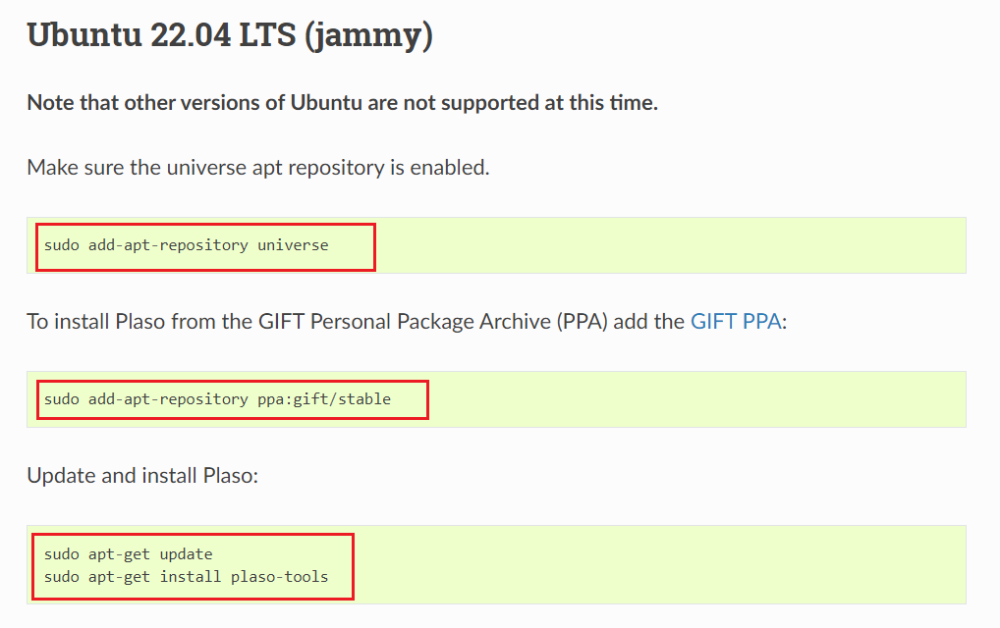 Ubuntu 22.04 LTS (jammy)
Note that other versions of Ubuntu are not supported at this time.
Make sure the universe apt repository is enabled.
sudo add-apt-repository universe
To install Plaso from the GIFT Personal Package Archive (PPA) add the GIFT PPA:
sudo add-apt-repository ppa:gift/stable
Update and install Plaso:
sudo apt-get update
sudo apt-get install plaso-tools